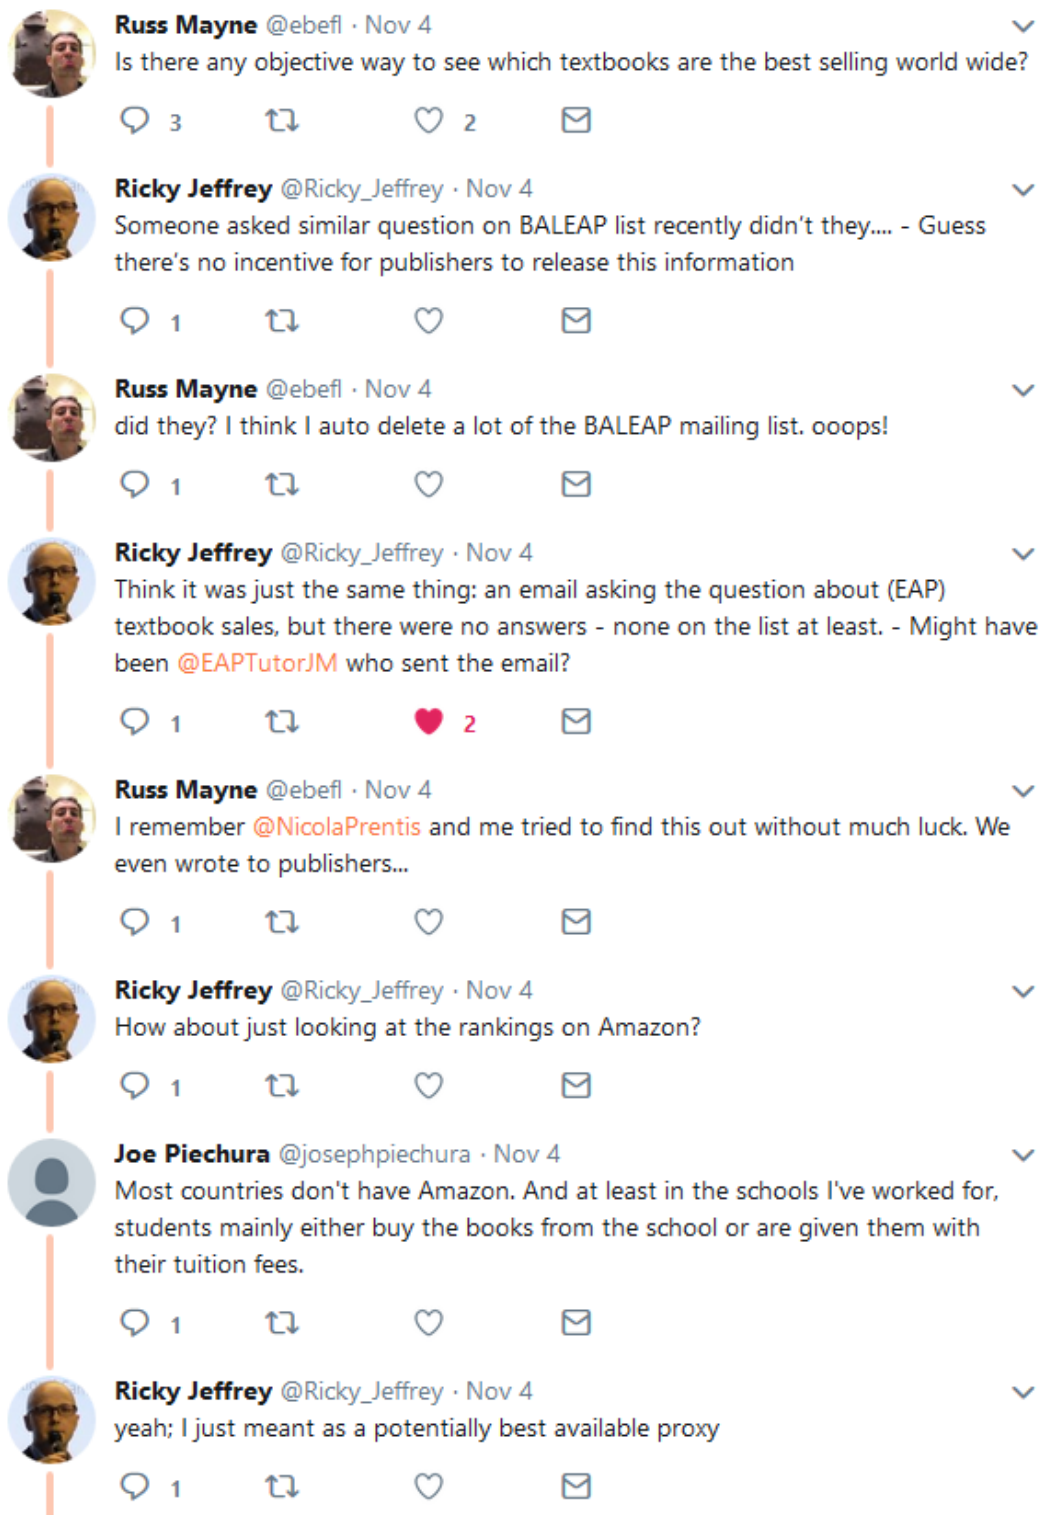 Russ Mayne @ebefl · Nov 4
Is there any objective way to see which textbooks are the best selling world wide?
3 2
Ricky Jeffrey @Ricky_Jeffrey · Nov 4
Someone asked similar question on BALEAP list recently didn't they.... - Guess
there's no incentive for publishers to release this information
1
Russ Mayne @ebefl · Nov 4
did they? I think I auto delete a lot of the BALEAP mailing list. ooops!
1
Ricky Jeffrey @Ricky_Jeffrey · Nov 4
Think it was just the same thing: an email asking the question about (EAP)
textbook sales, but there were no answers - none on the list at least. - Might have
been @EAPTutorJM who sent the email?
1 2
Russ Mayne @ebefl · Nov 4
I remember @NicolaPrentis and me tried to find this out without much luck. We
even wrote to publishers...
1
Ricky Jeffrey @Ricky_Jeffrey · Nov 4
How about just looking at the rankings on Amazon?
1
Joe Piechura @josephpiechura · Nov 4
Most countries don't have Amazon. And at least in the schools I've worked for,
students mainly either buy the books from the school or are given them with
their tuition fees.
1
Ricky Jeffrey @Ricky_Jeffrey · Nov 4
yeah; I just meant as a potentially best available proxy
1